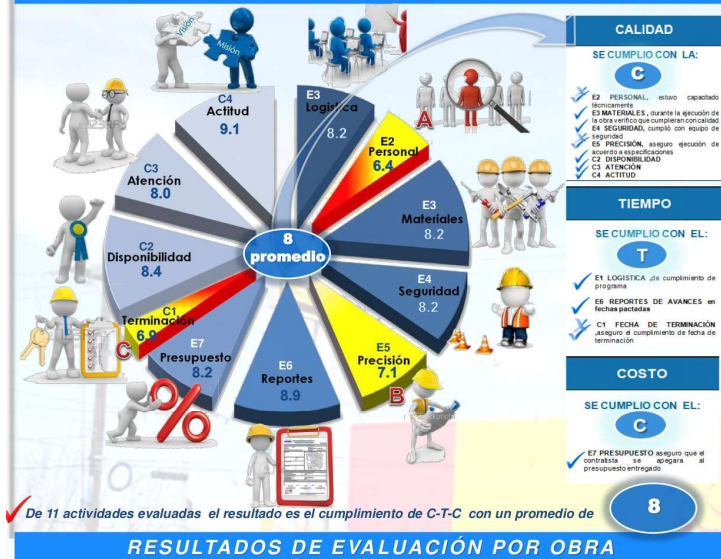 Visión
Misión
C4
Actitud
9.1
E3
Logistica
8.2
E2
Personal
6.4
A
C3
Atención
8.0
E3
Materiales
8.2
8
promedio
C2
Disponibilidad
8.4
E4
Seguridad
8.2
C1
Terminación
6.9
C
E7
Presupuesto
8.2
E6
Reportes
8.9
E5
Precisión
7.1
B
%
CALIDAD
SE CUMPLIO CON LA:
C
E2 PERSONAL, estuvo capacitado
técnicamente
E3 MATERIALES, durante la ejecución de
la obra verifico que cumplieran con calidad
E4 SEGURIDAD, cumplió con equipo de
seguridad
E5 PRECISIÓN, aseguro ejecución de
acuerdo a especificaciones
C2 DISPONIBILIDAD
C3 ATENCIÓN
C4 ACTITUD
TIEMPO
SE CUMPLIO CON EL:
T
E1 LOGISTICA ,de cumplimiento de
programa
E6 REPORTES DE AVANCES en
fechas pactadas
C1 FECHA DE TERMINACIÓN
,aseguro el cumplimiento de fecha de
terminación
COSTO
SE CUMPLIO CON EL:
C
E7 PRESUPUESTO aseguro que el
contratista se apegara al
presupuesto entregado
De 11 actividades evaluadas el resultado es el cumplimiento de C-T-C con un promedio de
8
RESULTADOS DE EVALUACIÓN POR OBRA